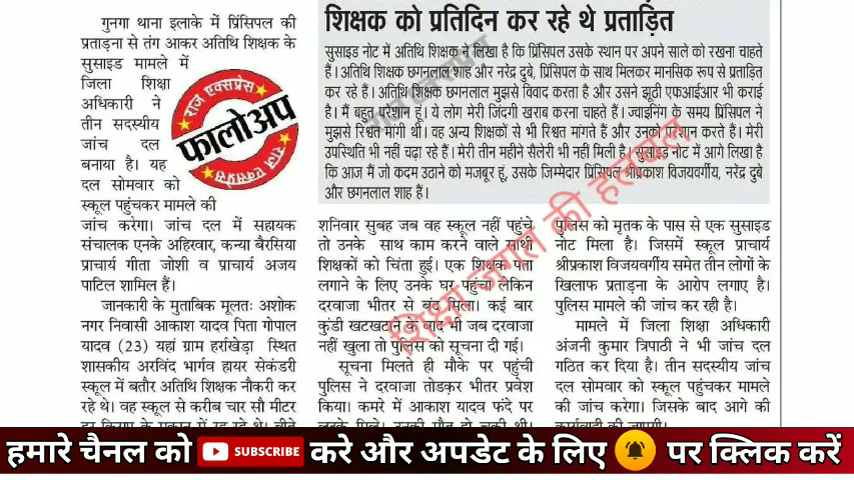 गुनगा थाना इलाके में प्रिंसिपल की
प्रताड़ना से तंग आकर अतिथि शिक्षक के
सुसाइड मामले में
जिला शिक्षा
अधिकारी ने
तीन सदस्यीय
जांच दल
बनाया है। यह
दल सोमवार को
स्कूल पहुंचकर मामले की
जांच करेगा। जांच दल में सहायक
संचालक एनके अहिरवार, कन्या बैरसिया
प्राचार्य गीता जोशी व प्राचार्य अजय
पाटिल शामिल हैं।
जानकारी के मुताबिक मूलतः अशोक
नगर निवासी आकाश यादव पिता गोपाल
यादव (23) यहां ग्राम हर्राखेड़ा स्थित
शासकीय अरविंद भार्गव हायर सेकंडरी
स्कूल में बतौर अतिथि शिक्षक नौकरी कर
रहे थे। वह स्कूल से करीब चार सौ मीटर
राज एक्सप्रेस
फालोअप
राज एक्सप्रेस
शिक्षक को प्रतिदिन कर रहे थे प्रताड़ित
सुसाइड नोट में अतिथि शिक्षक ने लिखा है कि प्रिंसिपल उसके स्थान पर अपने साले को रखना चाहते
हैं। अतिथि शिक्षक छगनलाल शाह और नरेद्र दुबे, प्रिंसिपल के साथ मिलकर मानसिक रूप से प्रताड़ित
कर रहे हैं। अतिथि शिक्षक छगनलाल मुझसे विवाद करता है और उसने झूठी एफआईआर भी कराई
है। मैं बहुत परेशान हूं। ये लोग मेरी जिंदगी खराब करना चाहते हैं। ज्वाइनिंग के समय प्रिंसिपल ने
मुझसे रिश्वत मांगी थी। वह अन्य शिक्षकों से भी रिश्वत मांगते हैं और उनको परेशान करते हैं। मेरी
उपस्थिति भी नहीं चढ़ा रहे हैं। मेरी तीन महीने सैलेरी भी नहीं मिली है। सुसाइड नोट में आगे लिखा है
कि आज मैं जो कदम उठाने को मजबूर हूं, उसके जिम्मेदार प्रिंसिपल श्रीप्रकाश विजयवर्गीय, नरेद्र दुबे
और छगनलाल शाह हैं।
शनिवार सुबह जब वह स्कूल नहीं पहुंचे
तो उनके साथ काम करने वाले साथी
शिक्षकों को चिंता हुई। एक शिक्षक पता
लगाने के लिए उनके घर पहुंचा लेकिन
दरवाजा भीतर से बंद मिला। कई बार
कुंडी खटखटाने के बाद भी जब दरवाजा
नहीं खुला तो पुलिस को सूचना दी गई।
सूचना मिलते ही मौके पर पहुंची
पुलिस ने दरवाजा तोडक़र भीतर प्रवेश
किया। कमरे में आकाश यादव फंदे पर
लटके मिले। उनकी मौत हो चुकी थी।
पुलिस को मृतक के पास से एक सुसाइड
नोट मिला है। जिसमें स्कूल प्राचार्य
श्रीप्रकाश विजयवर्गीय समेत तीन लोगों के
खिलाफ प्रताड़ना के आरोप लगाए है।
पुलिस मामले की जांच कर रही है।
मामले में जिला शिक्षा अधिकारी
अंजनी कुमार त्रिपाठी ने भी जांच दल
गठित कर दिया है। तीन सदस्यीय जांच
दल सोमवार को स्कूल पहुंचकर मामले
की जांच करेगा। जिसके बाद आगे की
कार्यवाही की जाएगी।
शिक्षा जगत की हलचल
हमारे चैनल को SUBSCRIBE करे और अपडेट के लिए पर क्लिक करें